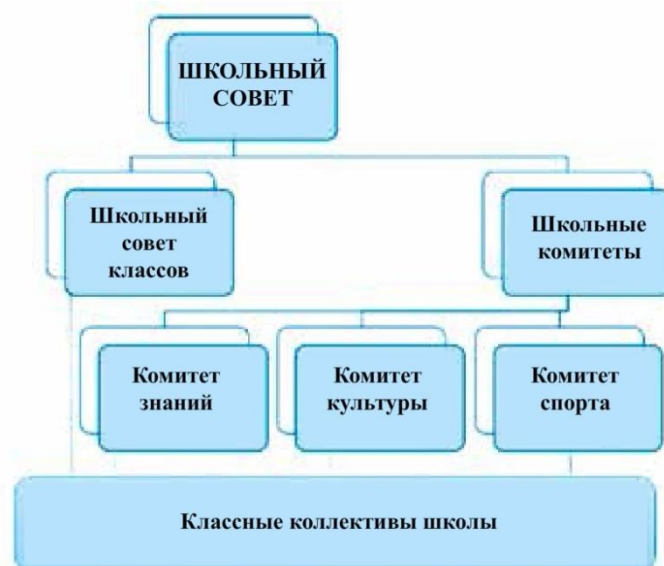 ШКОЛЬНЫЙ
СОВЕТ
Школьный
совет
классов
Школьные
комитеты
Комитет
знаний
Комитет
культуры
Комитет
спорта
Классные коллективы школы